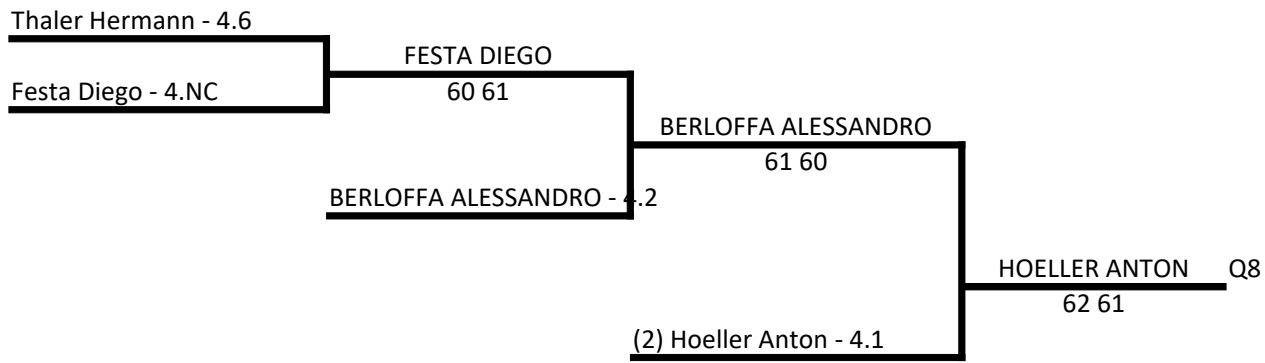 Thaler Hermann - 4.6
FESTA DIEGO
Festa Diego - 4.NC
60 61
BERLOFFA ALESSANDRO
61 60
BERLOFFA ALESSANDRO - 4.2
HOELLER ANTON Q8
62 61
(2) Hoeller Anton - 4.1